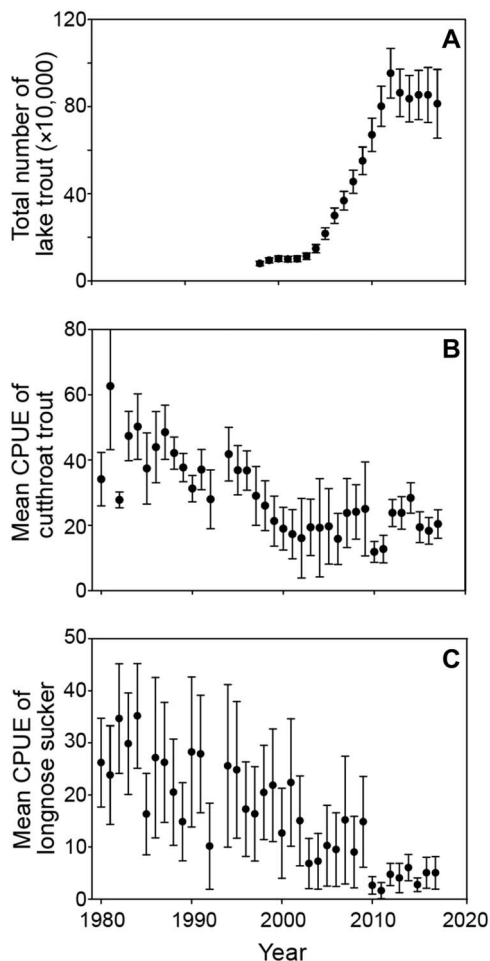 A
Total number of
lake trout (×10,000)
120
80
40
0
B
Mean CPUE of
cutthroat trout
80
60
40
20
0
C
Mean CPUE of
longnose sucker
50
40
30
20
10
0
1980 1990 2000 2010 2020
Year